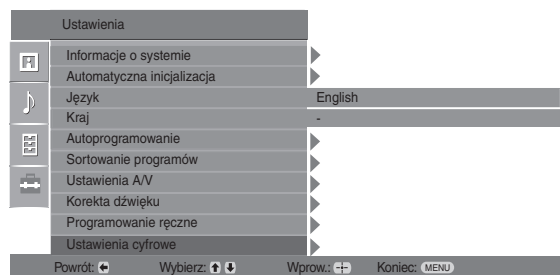 Ustawienia
Informacje o systemie
Automatyczna inicjalizacja
Język English
Kraj -
Autoprogramowanie
Sortowanie programów
Ustawienia A/V
Korekta dźwięku
Programowanie ręczne
Ustawienia cyfrowe
Powrót: Wybierz: Wprow.: Koniec: MENU